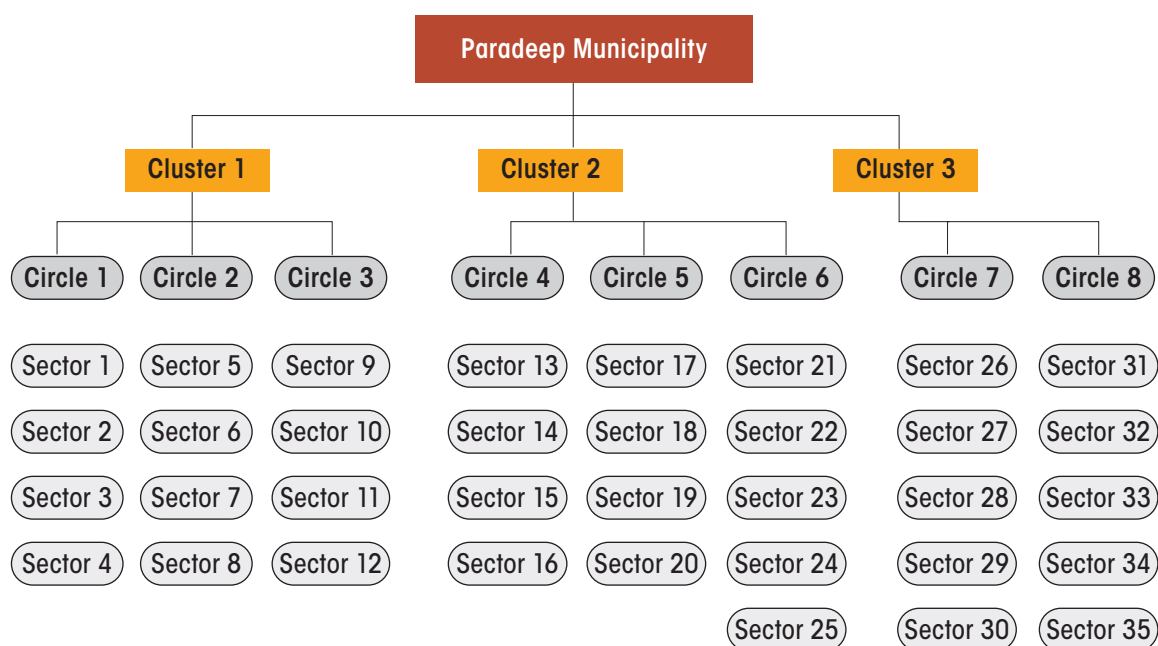 Paradeep Municipality
Cluster 1 Cluster 2 Cluster 3
Circle 1 Circle 2 Circle 3 Circle 4 Circle 5 Circle 6 Circle 7 Circle 8
Sector 1 Sector 5 Sector 9 Sector 13 Sector 17 Sector 21 Sector 26 Sector 31
Sector 2 Sector 6 Sector 10 Sector 14 Sector 18 Sector 22 Sector 27 Sector 32
Sector 3 Sector 7 Sector 11 Sector 15 Sector 19 Sector 23 Sector 28 Sector 33
Sector 4 Sector 8 Sector 12 Sector 16 Sector 20 Sector 24 Sector 29 Sector 34
Sector 25 Sector 30 Sector 35